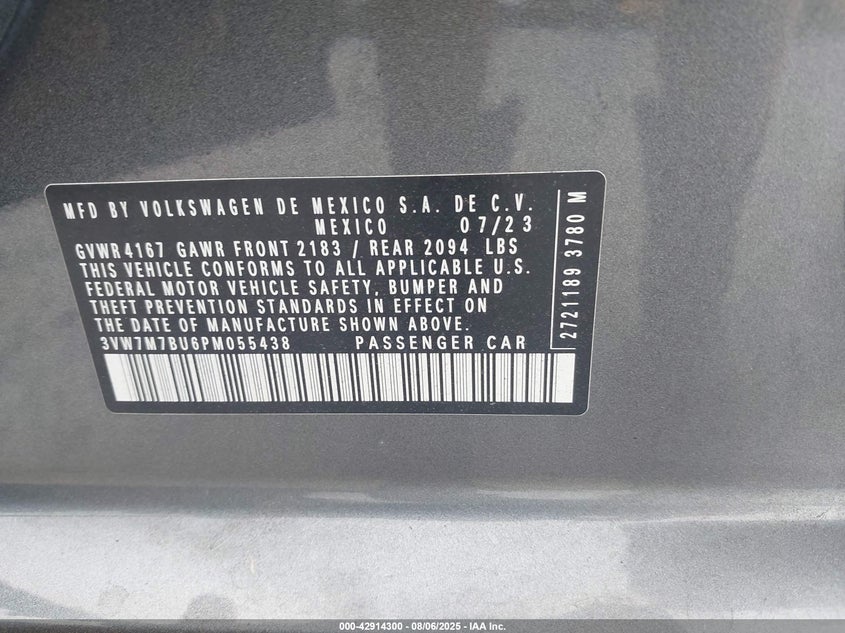 MFD BY VOLKSWAGEN DE MEXICO S.A. DE C.V.
MEXICO 07/23
GVWR4167 GAWR FRONT 2183 / REAR 2094 LBS
THIS VEHICLE CONFORMS TO ALL APPLICABLE U.S.
FEDERAL MOTOR VEHICLE SAFETY, BUMPER AND
THEFT PREVENTION STANDARDS IN EFFECT ON
THE DATE OF MANUFACTURE SHOWN ABOVE.
3VW7M7BU6PM055438 PASSENGER CAR
2721189 3780 M
000-42914300 - 08/06/2025 - IAA Inc.